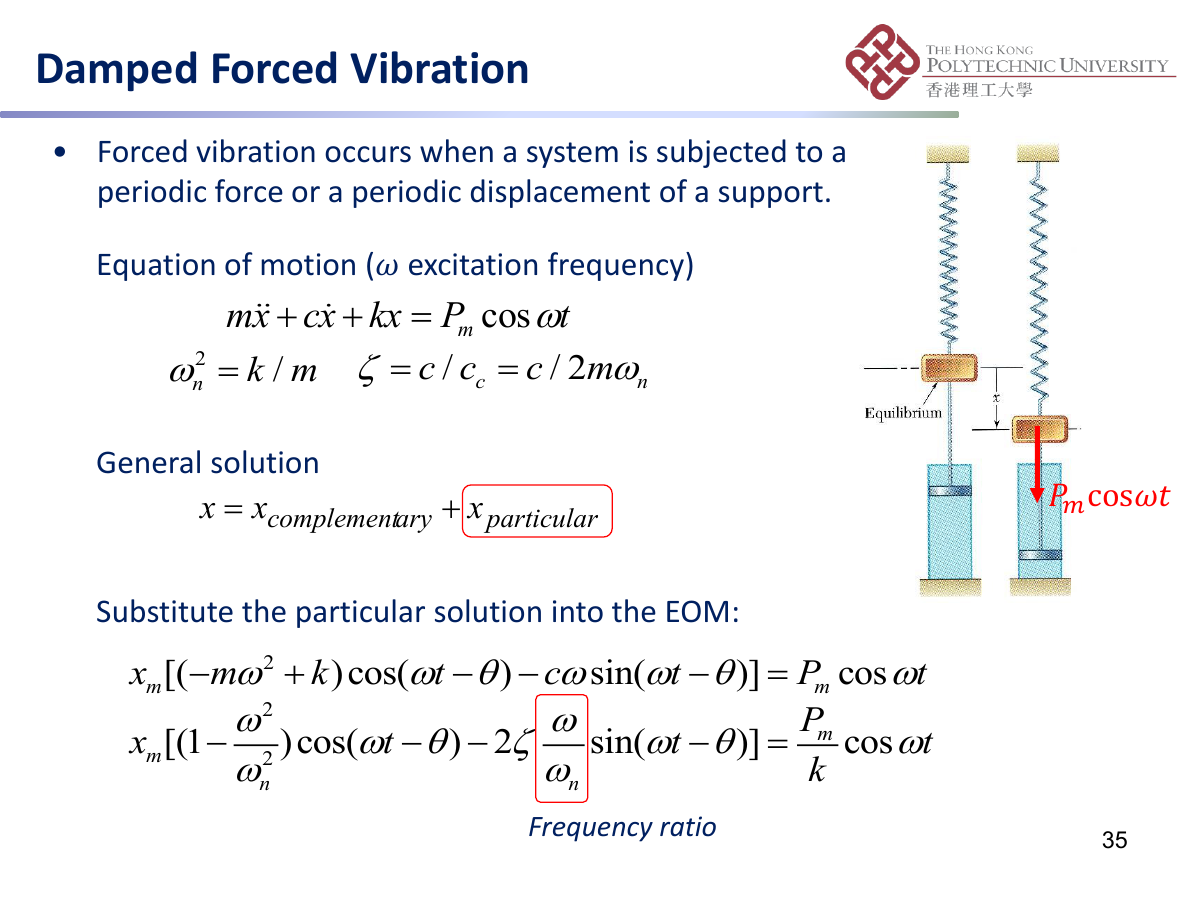 Damped Forced Vibration
THE HONG KONG
POLYTECHNIC UNIVERSITY
香港理工大學
• Forced vibration occurs when a system is subjected to a
periodic force or a periodic displacement of a support.
Equation of motion (ω excitation frequency)
mẍ + cẋ + kx = P_m cos ωt
ω_n^2 = k / m ζ = c / c_c = c / 2mω_n
General solution
x = x_complementary + x_particular
Equilibrium
x
P_m cosωt
Substitute the particular solution into the EOM:
x_m[(−mω^2 + k)cos(ωt − θ) − cω sin(ωt − θ)] = P_m cos ωt
x_m[(1 − ω^2/ω_n^2)cos(ωt − θ) − 2ζ ω/ω_n sin(ωt − θ)] = P_m/k cos ωt
Frequency ratio
35